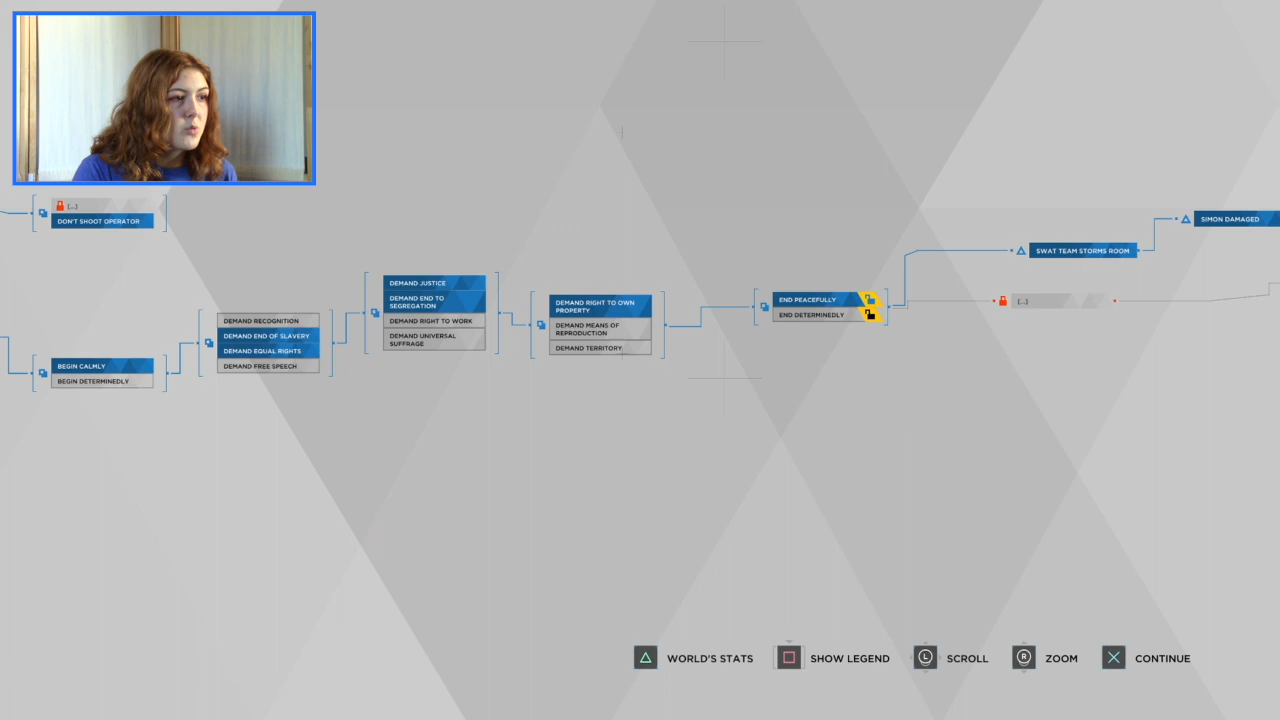 [...]
DON'T SHOOT OPERATOR
BEGIN CALMLY
BEGIN DETERMINEDLY
DEMAND RECOGNITION
DEMAND END OF SLAVERY
DEMAND EQUAL RIGHTS
DEMAND FREE SPEECH
DEMAND JUSTICE
DEMAND END TO
SEGREGATION
DEMAND RIGHT TO WORK
DEMAND UNIVERSAL
SUFFRAGE
DEMAND RIGHT TO OWN
PROPERTY
DEMAND MEANS OF
REPRODUCTION
DEMAND TERRITORY
END PEACEFULLY
END DETERMINEDLY
SWAT TEAM STORMS ROOM
[...]
SIMON DAMAGED
WORLD'S STATS
SHOW LEGEND
L SCROLL
R ZOOM
CONTINUE